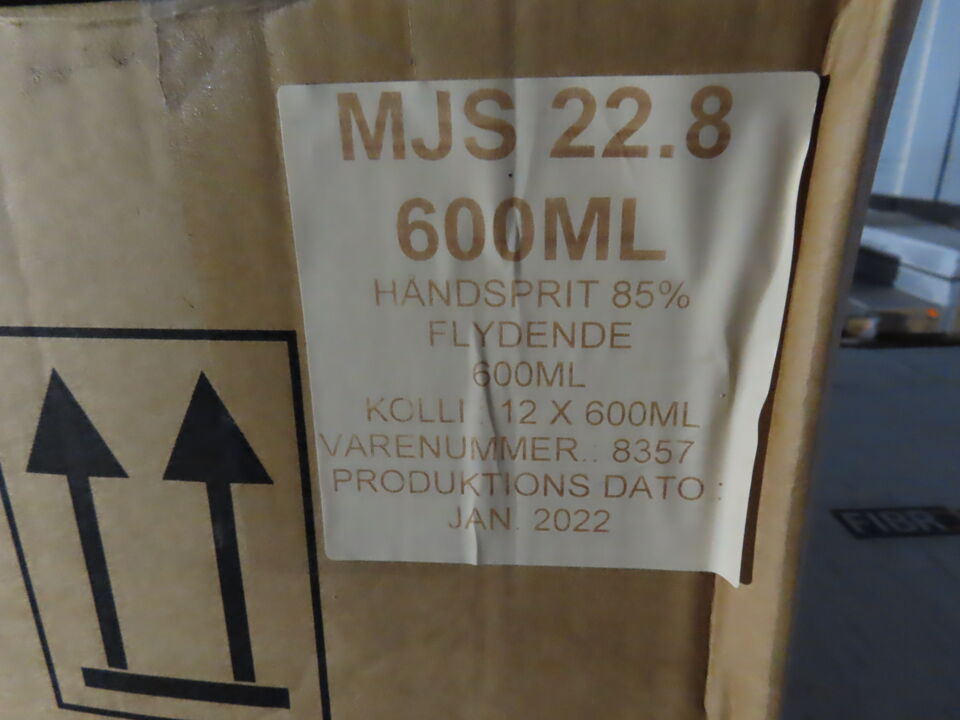 MJS 22.8
600ML
HÅNDSPRIT 85%
FLYDENDE
600ML
KOLLI : 12 X 600ML
VARENUMMER.: 8357
PRODUKTIONS DATO :
JAN. 2022